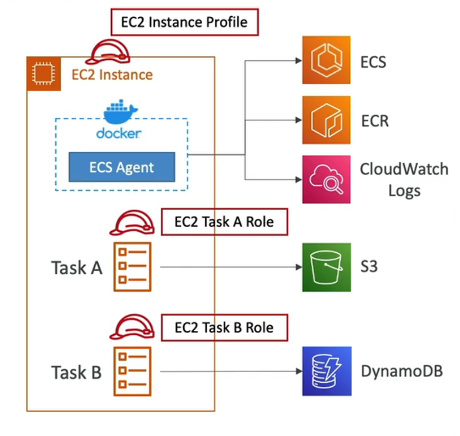 EC2 Instance Profile
EC2 Instance
ECS
docker
ECR
ECS Agent
CloudWatch
Logs
EC2 Task A Role
Task A
S3
EC2 Task B Role
Task B
DynamoDB